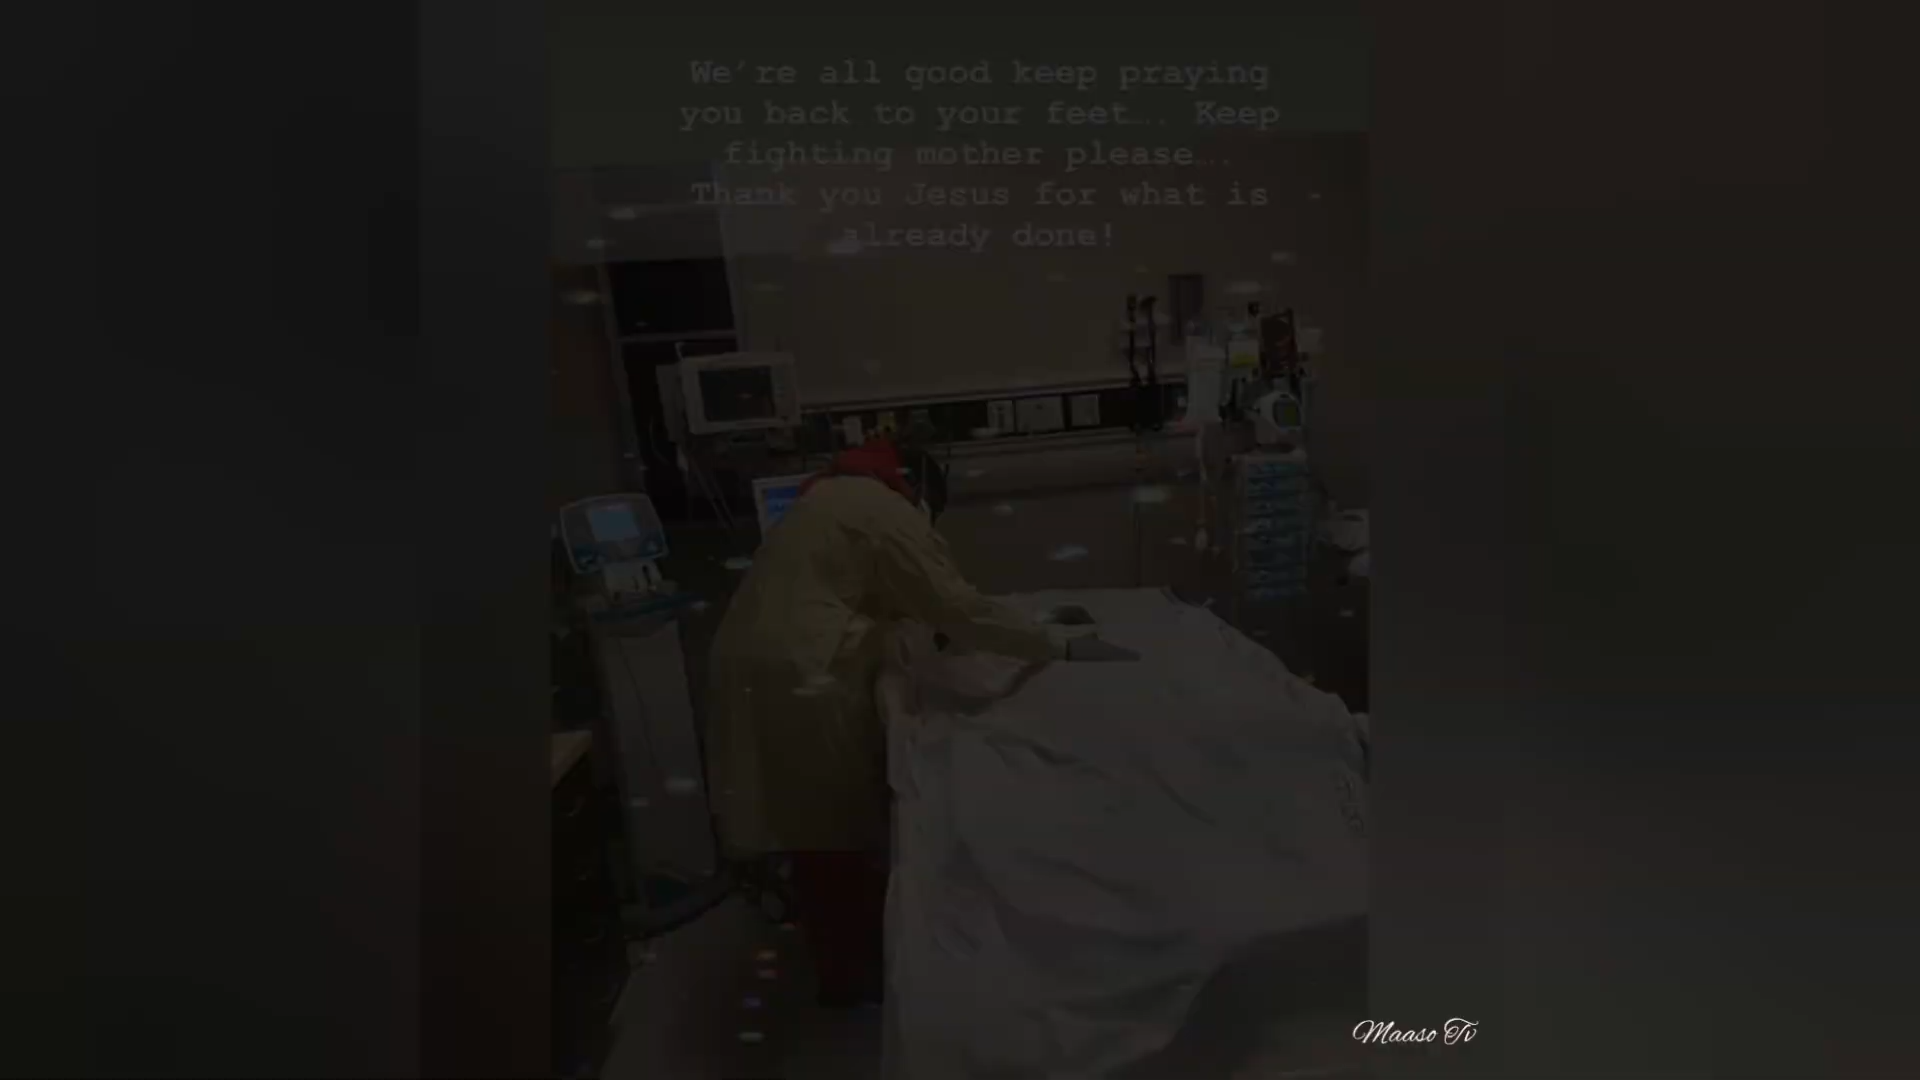 We're all good keep praying
you back to your feet…. Keep
fighting mother please…
Thank you Jesus for what is -
already done!
Maaso Tv